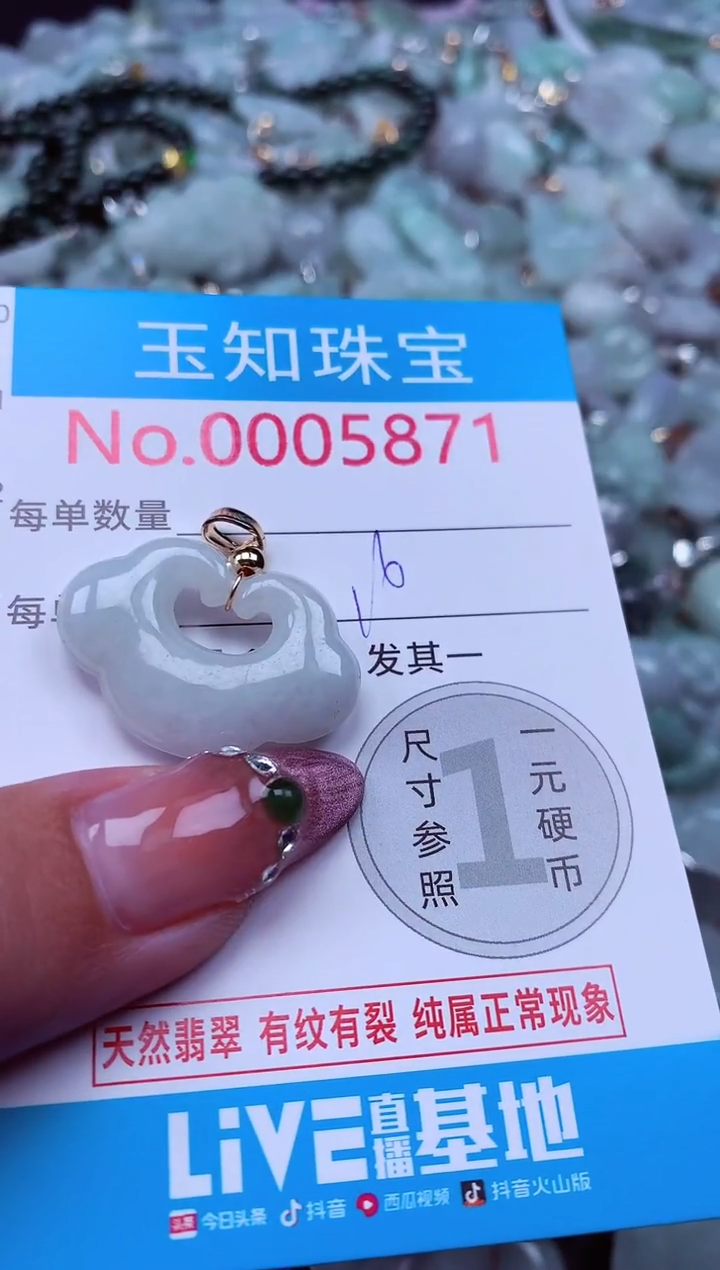 玉知珠宝
No.0005871
每单数量
每
发其一
尺寸参照
1
一元硬币
天然翡翠 有纹有裂 纯属正常现象
LiVE直播基地
头条 今日头条 抖音 西瓜视频 抖音火山版